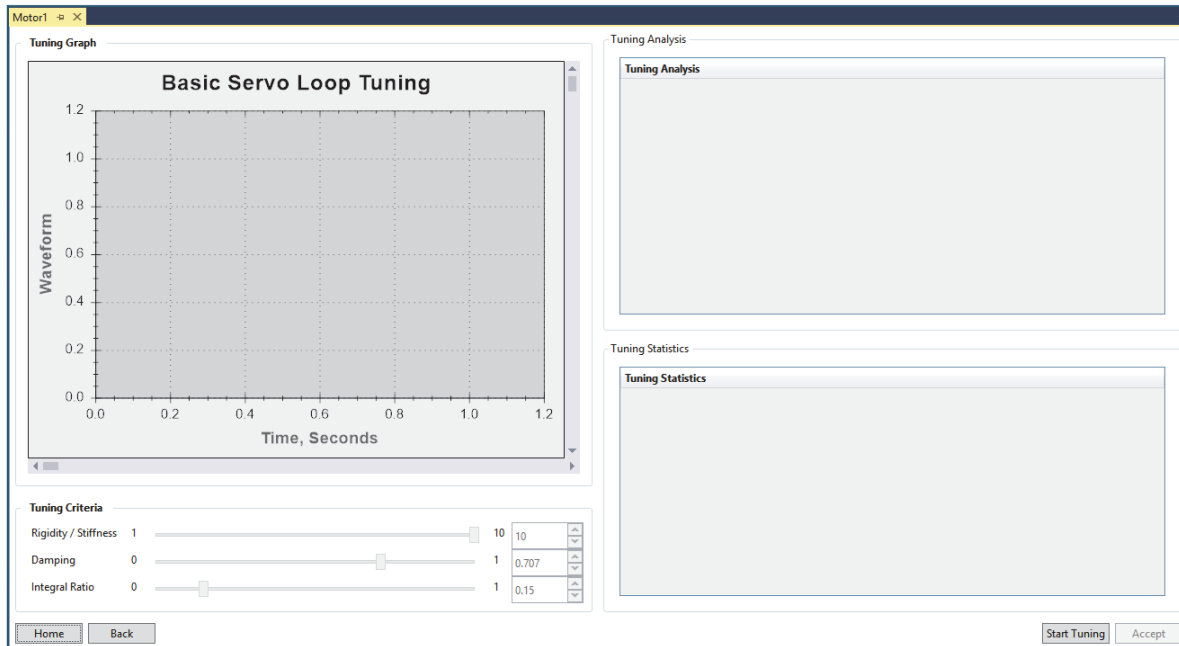 Motor1
Tuning Graph
Basic Servo Loop Tuning
1.2
1.0
0.8
0.6
0.4
0.2
0.0
Waveform
0.0 0.2 0.4 0.6 0.8 1.0 1.2
Time, Seconds
Tuning Criteria
Rigidity / Stiffness 1 10 10
Damping 0 1 0.707
Integral Ratio 0 1 0.15
Home Back
Tuning Analysis
Tuning Analysis
Tuning Statistics
Tuning Statistics
Start Tuning Accept